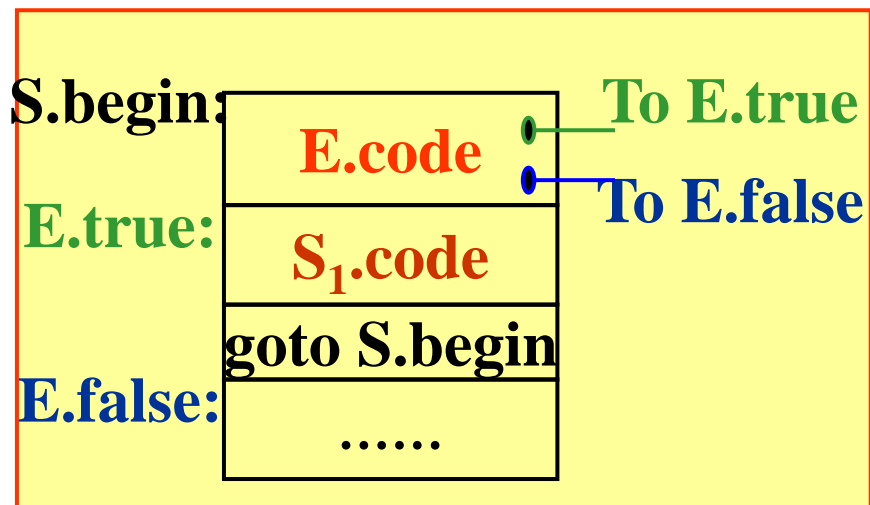 S.begin:
To E.true
E.code
To E.false
E.true:
S₁.code
goto S.begin
E.false:
……